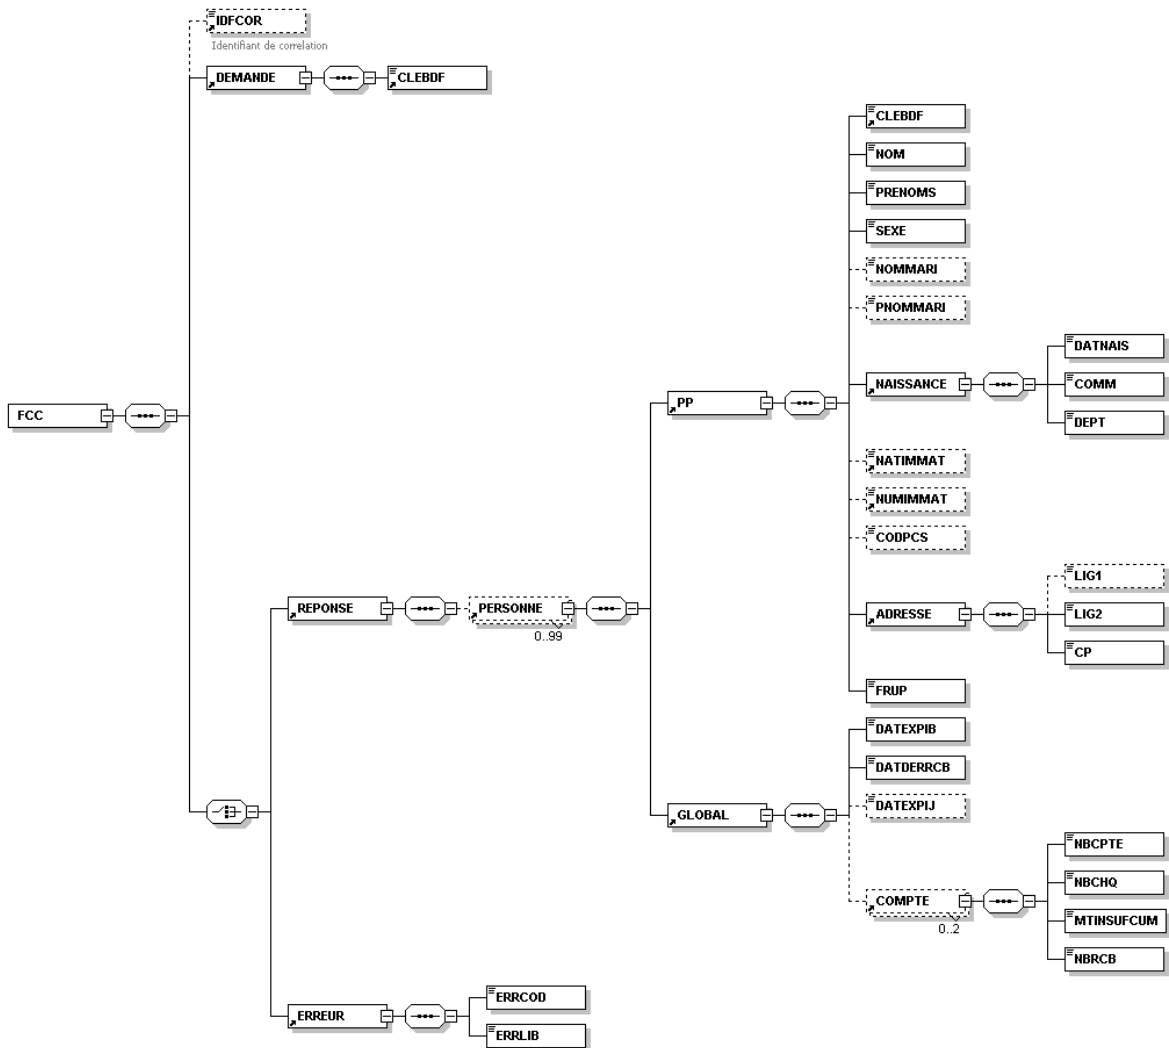 IDFCOR
Identifiant de correlation
DEMANDE
CLEBDF
CLEBDF
NOM
PRENOMS
SEXE
NOMMARI
PNOMMARI
DATNAIS
FCC
PP
NAISSANCE
COMM
DEPT
NATIMMAT
NUMIMMAT
CODPCS
LIG1
REPONSE
PERSONNE
0..99
ADRESSE
LIG2
CP
FRUP
DATEXPIB
DATDERRCB
GLOBAL
DATEXPIJ
NBCPTE
NBCHQ
COMPTE
0..2
MTINSUFCUM
NBRCB
ERRCOD
ERREUR
ERRLIB